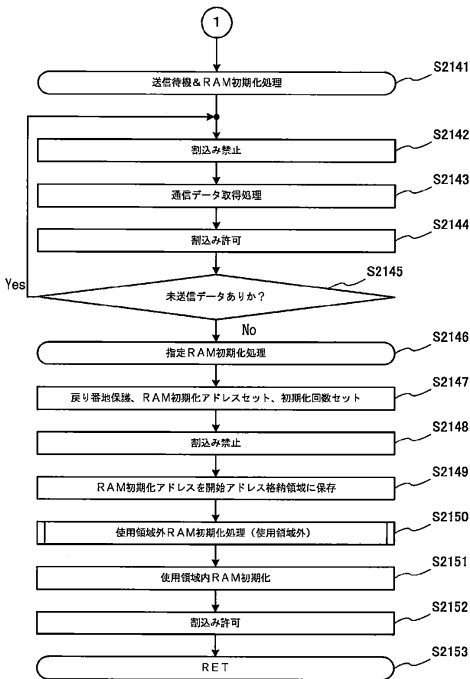 1
送信待機&RAM初期化処理
S2141
割込み禁止
S2142
通信データ取得処理
S2143
割込み許可
S2144
未送信データありか?
S2145
Yes
No
指定RAM初期化処理
S2146
戻り番地保護、RAM初期化アドレスセット、初期化回数セット
S2147
割込み禁止
S2148
RAM初期化アドレスを開始アドレス格納領域に保存
S2149
使用領域外RAM初期化処理(使用領域外)
S2150
使用領域内RAM初期化
S2151
割込み許可
S2152
RET
S2153